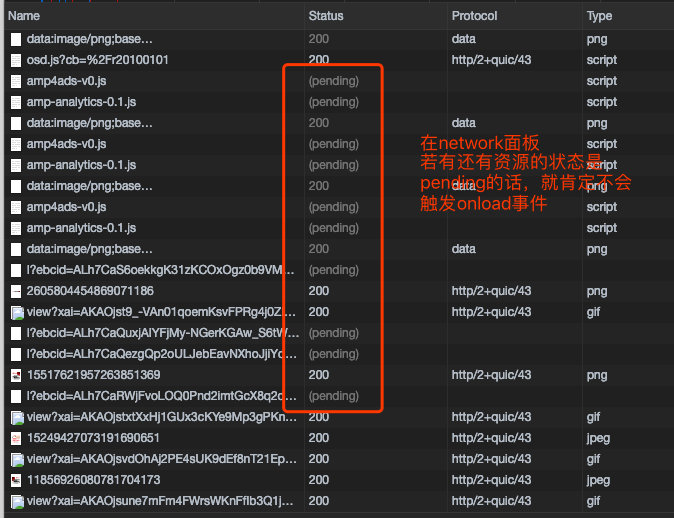 Name Status Protocol Type
data:image/png;base… 200 data png
osd.js?cb=%2Fr20100101 200 http/2+quic/43 script
amp4ads-v0.js (pending) script
amp-analytics-0.1.js (pending) script
data:image/png;base… 200 data png
amp4ads-v0.js (pending) script
在network面板
amp-analytics-0.1.js (pending) script
若有还有资源的状态是
data:image/png;base… 200 data png
pending的话，就肯定不会
amp4ads-v0.js (pending) script
触发onload事件
amp-analytics-0.1.js (pending) script
data:image/png;base… 200 data png
l?ebcid=ALh7CaS6oekkgK31zKCOxOgz0b9VM… (pending)
2605804454869071186 200 http/2+quic/43 png
view?xai=AKAOjst9_-VAn01qoemKsvFPRg4j0Z… 200 http/2+quic/43 gif
l?ebcid=ALh7CaQuxjAlYFjMy-NGerKGAw_S6tW… (pending)
l?ebcid=ALh7CaQezgQp2oULJebEavNXhoJjiYc… (pending)
15517621957263851369 200 http/2+quic/43 png
l?ebcid=ALh7CaRWjFvoLOQ0Pnd2imtGcX8q2c… (pending)
view?xai=AKAOjstxtXxHj1GUx3cKYe9Mp3gPKn… 200 http/2+quic/43 gif
15249427073191690651 200 http/2+quic/43 jpeg
view?xai=AKAOjsvdOhAj2PE4sUK9dEf8nT21Ep… 200 http/2+quic/43 gif
11856926080781704173 200 http/2+quic/43 jpeg
view?xai=AKAOjsune7mFm4FWrsWKnFflb3Q1j… 200 http/2+quic/43 gif